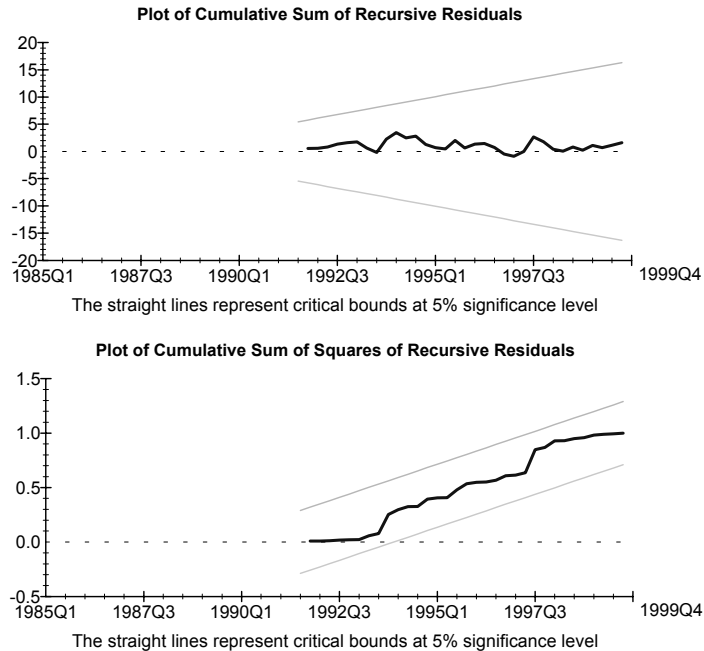 Plot of Cumulative Sum of Recursive Residuals
20
15
10
5
0
-5
-10
-15
-20
1985Q1 1987Q3 1990Q1 1992Q3 1995Q1 1997Q3 1999Q4
The straight lines represent critical bounds at 5% significance level
Plot of Cumulative Sum of Squares of Recursive Residuals
1.5
1.0
0.5
0.0
-0.5
1985Q1 1987Q3 1990Q1 1992Q3 1995Q1 1997Q3 1999Q4
The straight lines represent critical bounds at 5% significance level